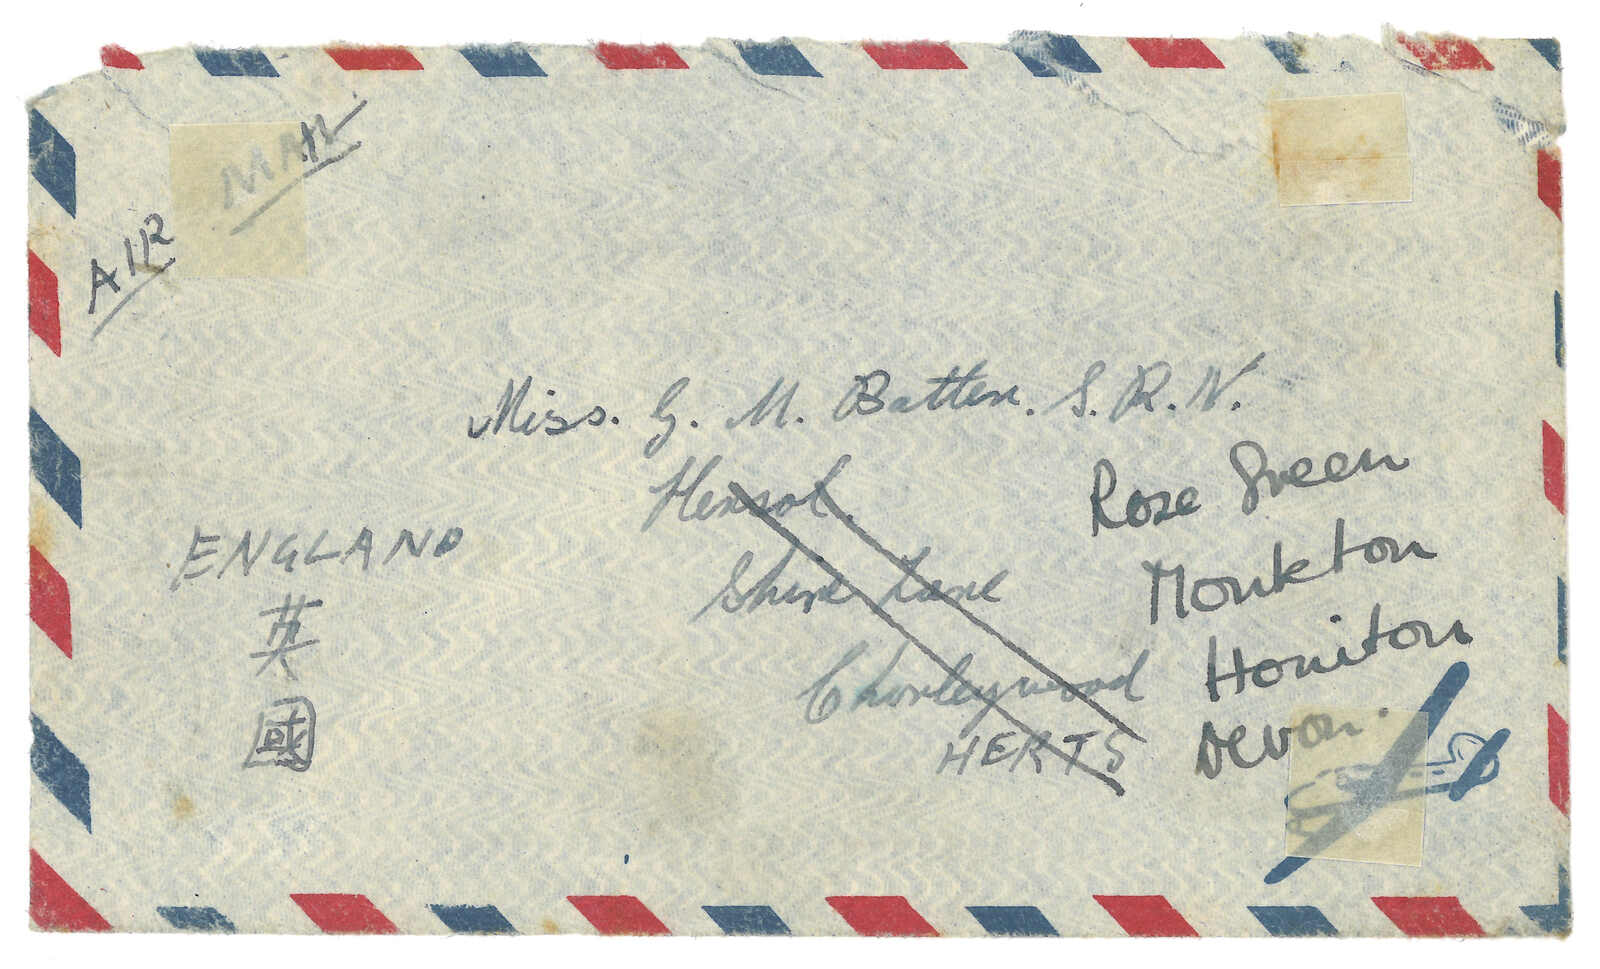 AIR MAIL
Miss. G. M. Batten. S.R.N.
Hensol.
Shire Lane
Chorleywood
HERTS
ENGLAND
英
國
Rose Green
Monkton
Honiton
Devon.